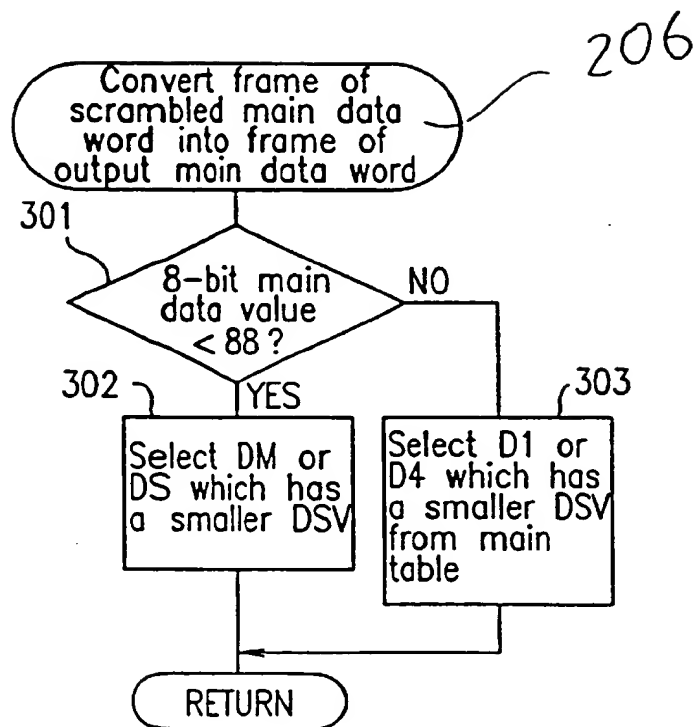 206
Convert frame of
scrambled main data
word into frame of
output main data word
301
8-bit main
data value
< 88 ?
NO
YES
302
Select DM or
DS which has
a smaller DSV
303
Select D1 or
D4 which has
a smaller DSV
from main
table
RETURN